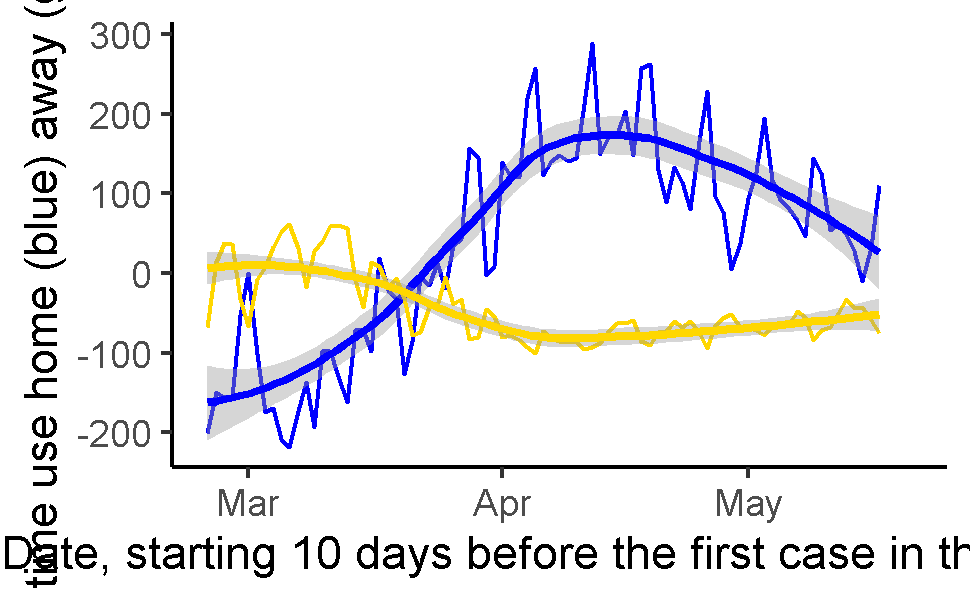 time use home (blue) away (
300
200
100
0
-100
-200
Mar Apr May
Date, starting 10 days before the first case in th